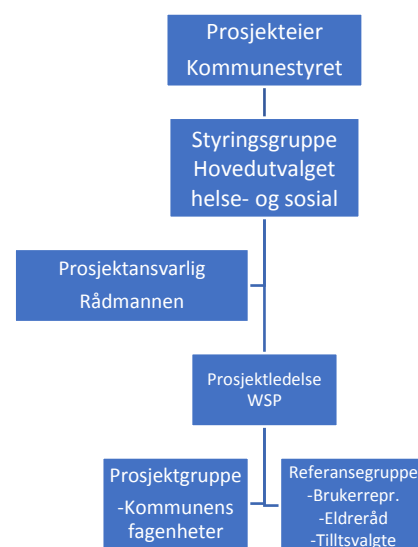 Prosjekteier
Kommunestyret
Styringsgruppe
Hovedutvalget
helse- og sosial
Prosjektansvarlig
Rådmannen
Prosjektledelse
WSP
Prosjektgruppe
-Kommunens
fagenheter
Referansegruppe
-Brukerrepr.
-Eldreråd
-Tilltsvalgte